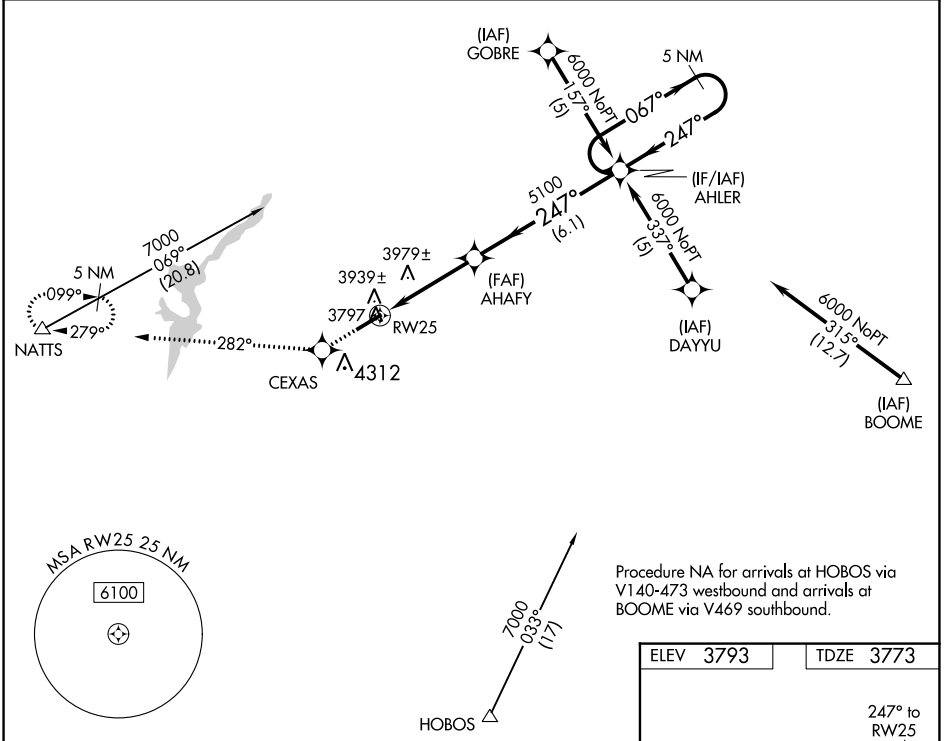 (IAF)
GOBRE
6000 NoPT
157°
(5)
5 NM
067°
247°
(IF/IAF)
AHLER
5100
247°
(6.1)
6000 NoPT
337°
(5)
7000
069°
(20.8)
5 NM
099°
279°
NATTS
3979±
3939±
3797
RW25
(FAF)
AHAFY
(IAF)
DAYYU
6000 NoPT
315°
(12.7)
(IAF)
BOOME
282°
CEXAS
4312
MSA RW25 25 NM
6100
7000
033°
(17)
HOBOS
Procedure NA for arrivals at HOBOS via
V140-473 westbound and arrivals at
BOOME via V469 southbound.
ELEV 3793
TDZE 3773
247° to
RW25